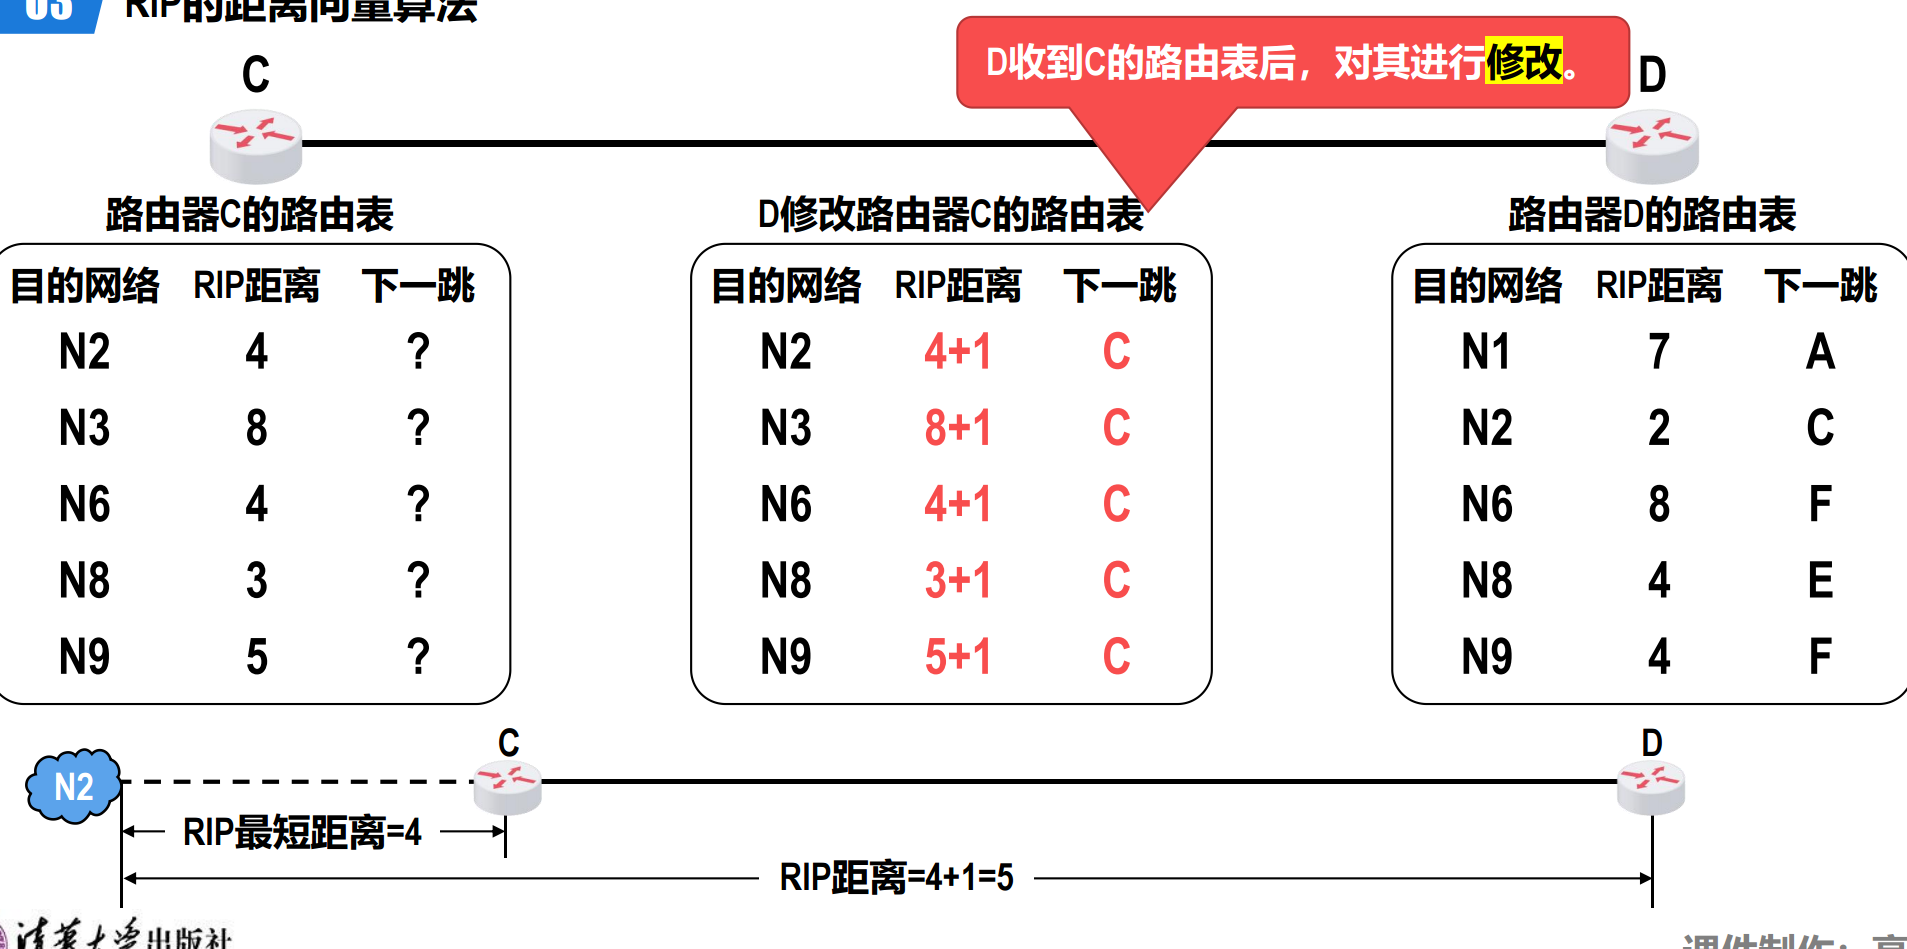 03 RIP的距离向量算法
D收到C的路由表后，对其进行修改。
C
D
路由器C的路由表
目的网络 RIP距离 下一跳
N2 4 ?
N3 8 ?
N6 4 ?
N8 3 ?
N9 5 ?
D修改路由器C的路由表
目的网络 RIP距离 下一跳
N2 4+1 C
N3 8+1 C
N6 4+1 C
N8 3+1 C
N9 5+1 C
路由器D的路由表
目的网络 RIP距离 下一跳
N1 7 A
N2 2 C
N6 8 F
N8 4 E
N9 4 F
C
D
N2
RIP最短距离=4
RIP距离=4+1=5
清华大学出版社
课件制作：高